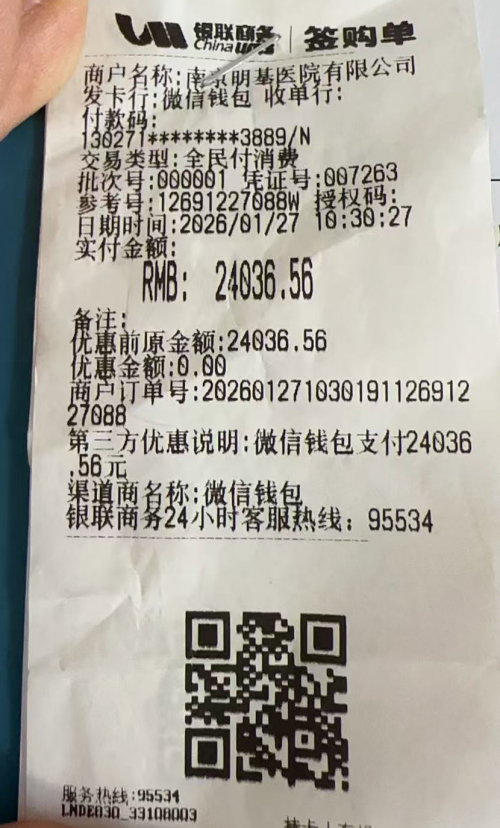 银联商务 China ums | 签购单
商户名称:南京明基医院有限公司
发卡行:微信钱包 收单行:
付款码:
130271********3889/N
交易类型:全民付消费
批次号:000001 凭证号:007263
参考号:12691227088W 授权码:
日期时间:2026/01/27 10:30:27
实付金额:
RMB: 24036.56
备注:
优惠前原金额:24036.56
优惠金额:0.00
商户订单号:202601271030191126912
27088
第三方优惠说明:微信钱包支付24036
.56元
渠道商名称:微信钱包
银联商务24小时客服热线: 95534
服务热线:95534
LNDE030_33108003